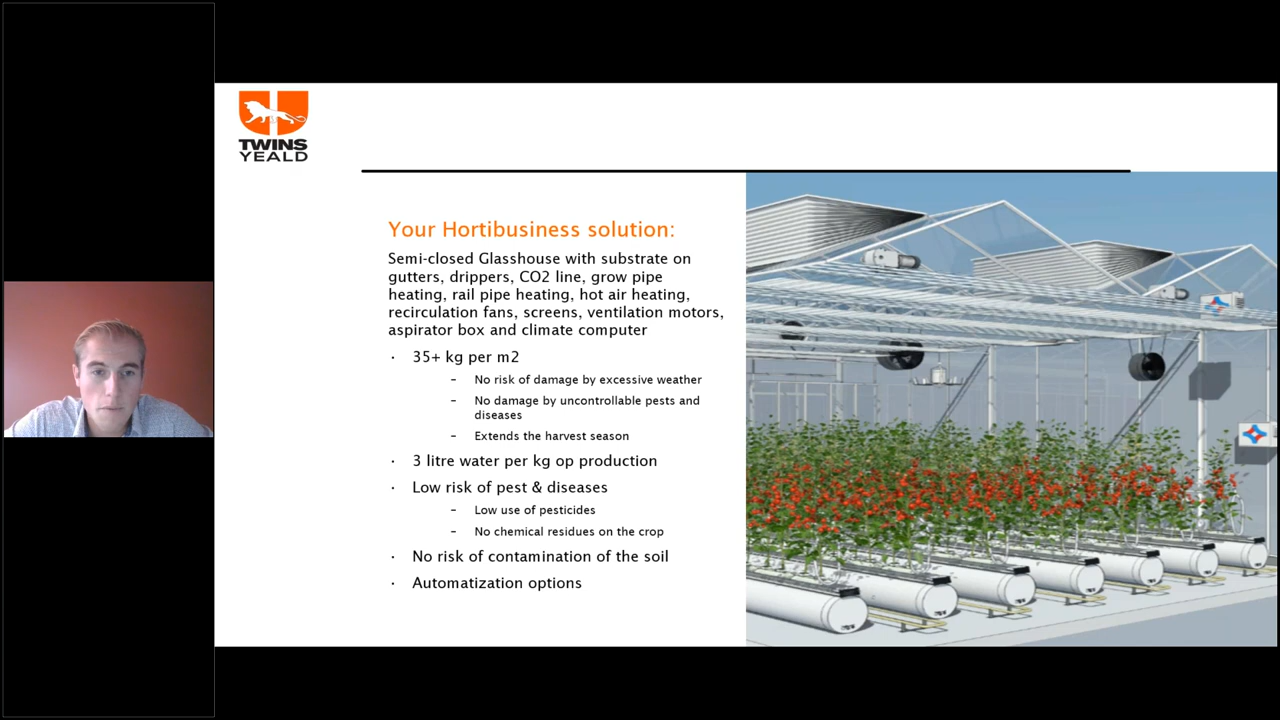 TWINS
YEALD
Your Hortibusiness solution:
Semi-closed Glasshouse with substrate on
gutters, drippers, CO2 line, grow pipe
heating, rail pipe heating, hot air heating,
recirculation fans, screens, ventilation motors,
aspirator box and climate computer
· 35+ kg per m2
– No risk of damage by excessive weather
– No damage by uncontrollable pests and
diseases
– Extends the harvest season
· 3 litre water per kg op production
· Low risk of pest & diseases
– Low use of pesticides
– No chemical residues on the crop
· No risk of contamination of the soil
· Automatization options